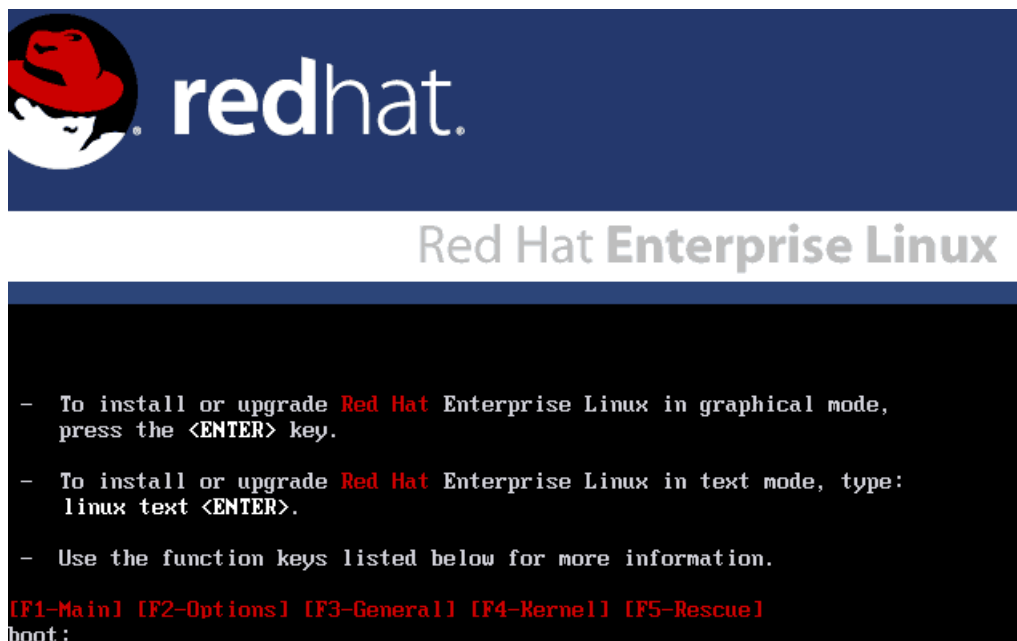 redhat.
Red Hat Enterprise Linux
- To install or upgrade Red Hat Enterprise Linux in graphical mode,
press the <ENTER> key.
- To install or upgrade Red Hat Enterprise Linux in text mode, type:
linux text <ENTER>.
- Use the function keys listed below for more information.
[F1-Main] [F2-Options] [F3-General] [F4-Kernel] [F5-Rescue]
boot: